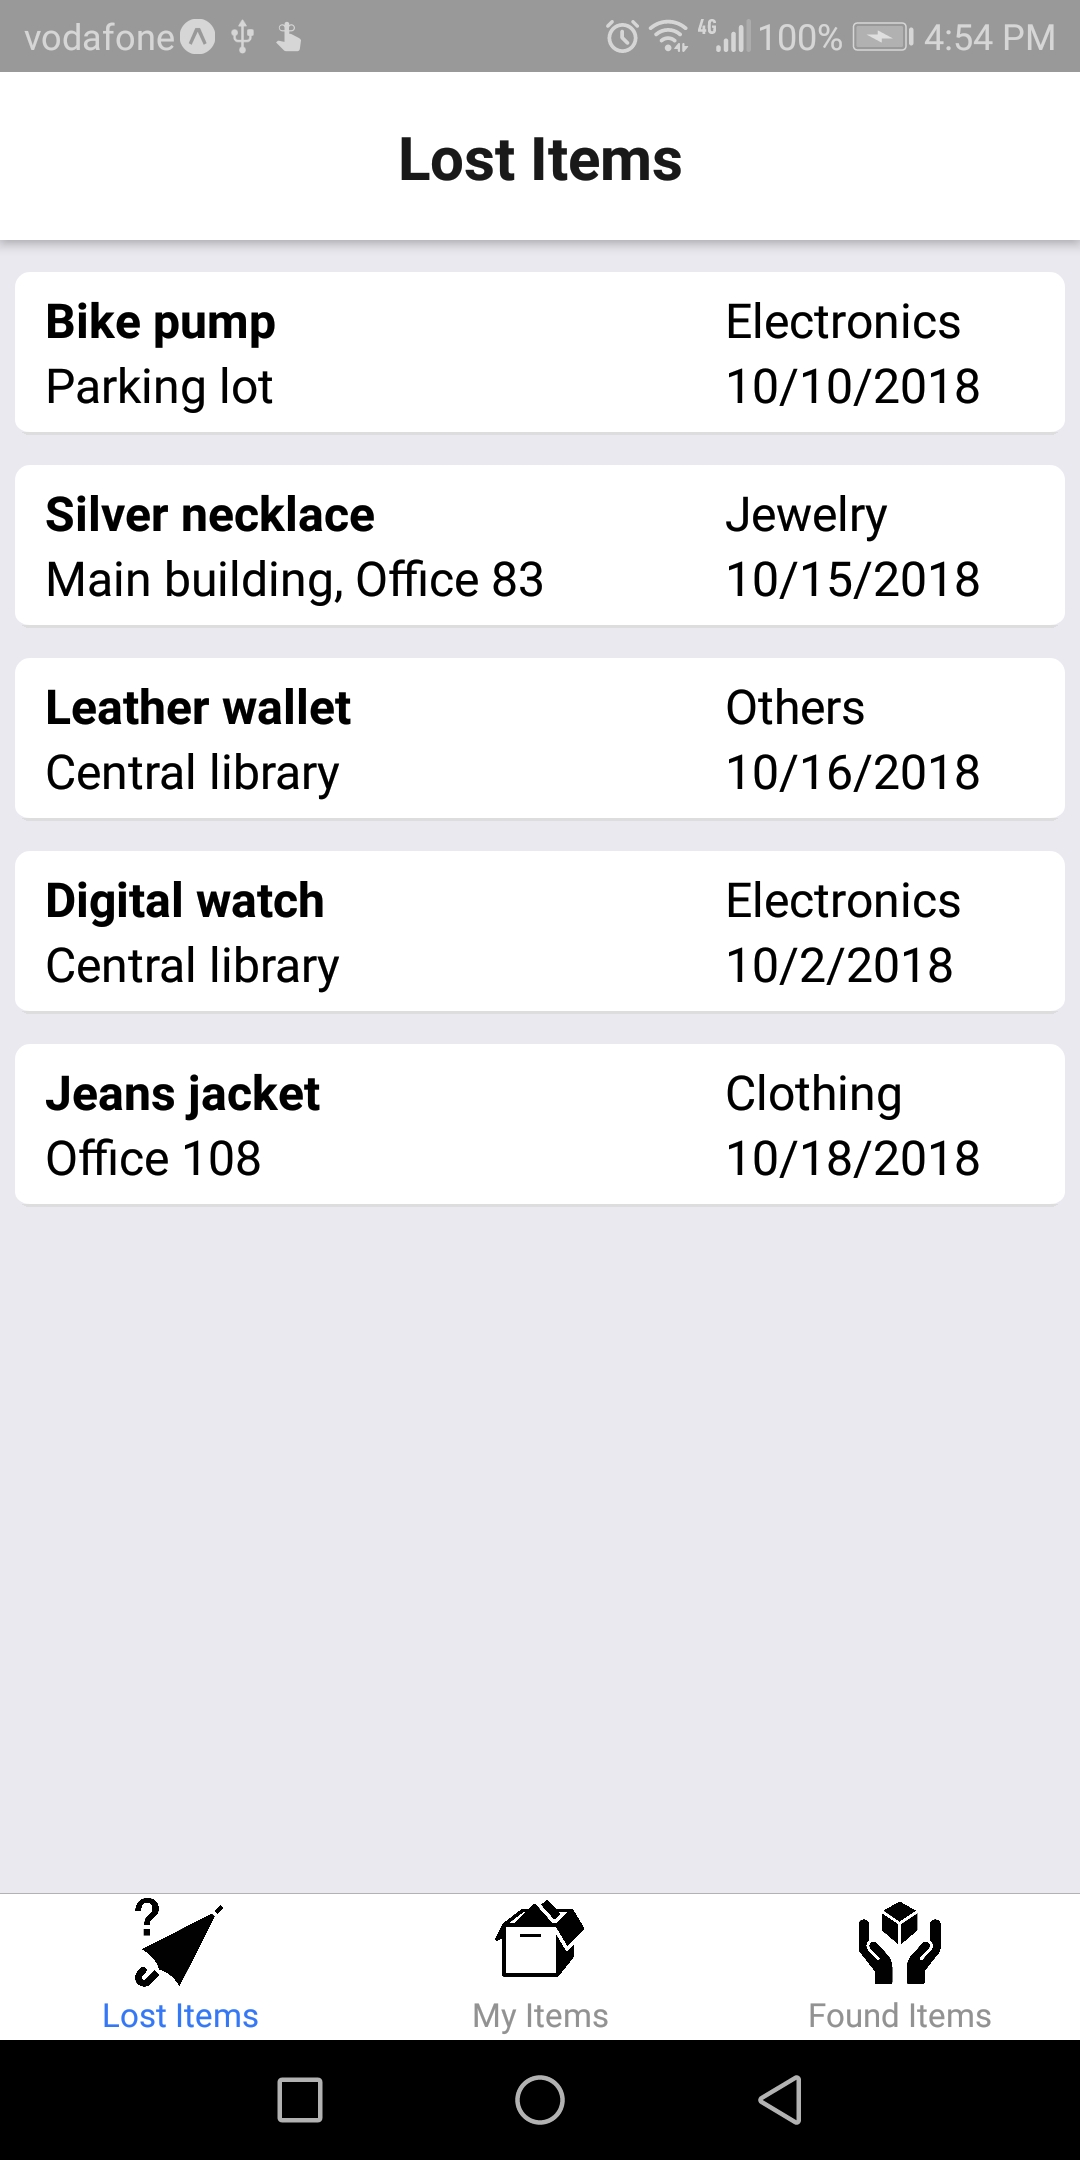 vodafone 4G 100% 4:54 PM
Lost Items
Bike pump Electronics
Parking lot 10/10/2018
Silver necklace Jewelry
Main building, Office 83 10/15/2018
Leather wallet Others
Central library 10/16/2018
Digital watch Electronics
Central library 10/2/2018
Jeans jacket Clothing
Office 108 10/18/2018
?
Lost Items My Items Found Items